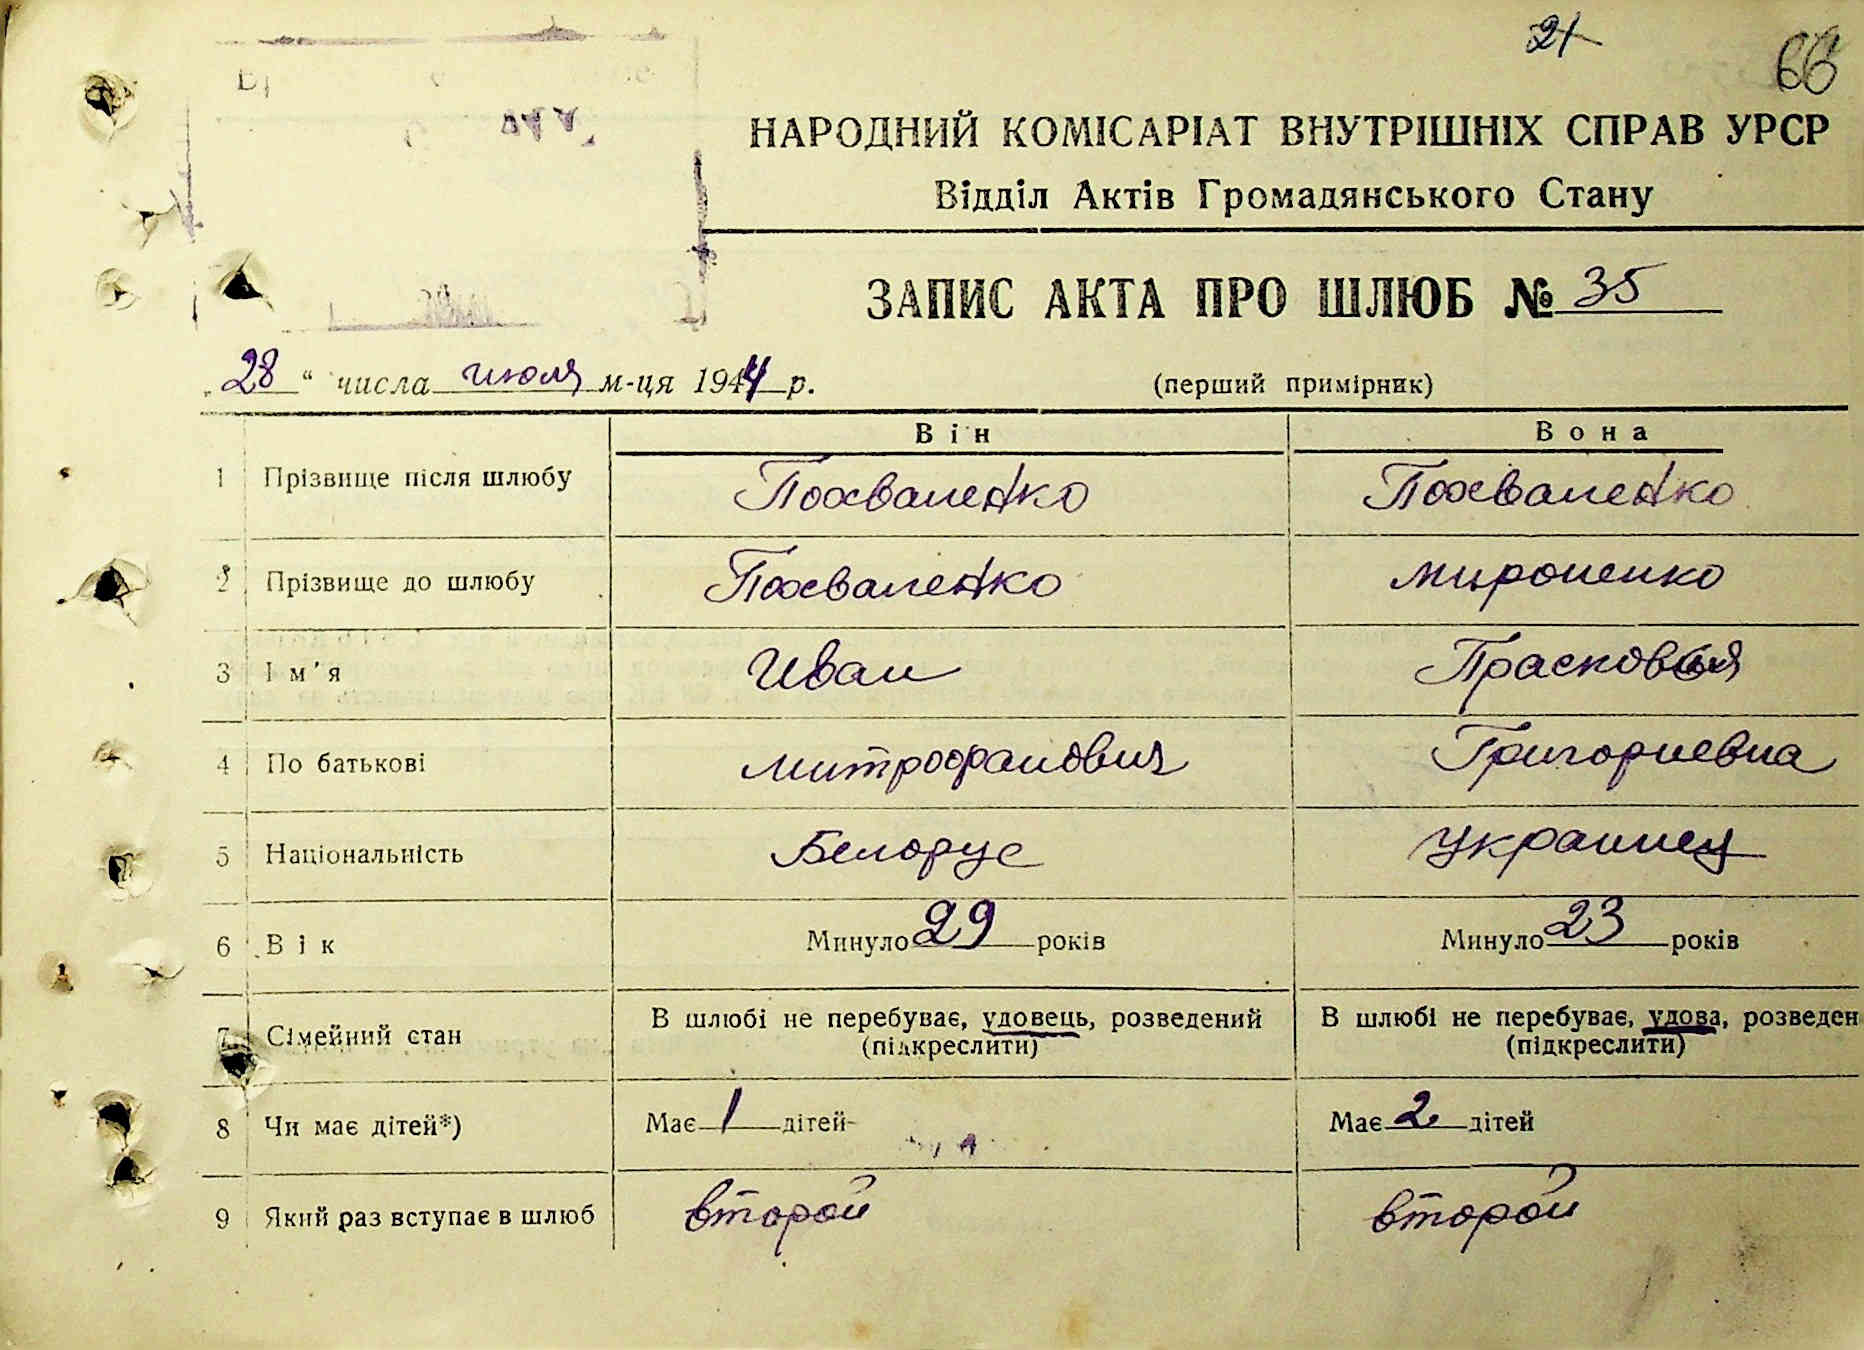 21
66
НАРОДНИЙ КОМІСАРІАТ ВНУТРІШНІХ СПРАВ УРСР
Відділ Актів Громадянського Стану
ЗАПИС АКТА ПРО ШЛЮБ № 35
„28“ числа июля м-ця 1944 р. (перший примірник)
Він Вона
1 Прізвище після шлюбу Похваленко Похваленко
2 Прізвище до шлюбу Похваленко Мироненко
3 Ім'я Иван Прасковья
4 По батькові Митрофанович Григориевна
5 Національність Белорус Украинец
6 Вік Минуло 29 років Минуло 23 років
7 Сімейний стан В шлюбі не перебуває, удовець, розведений В шлюбі не перебуває, удова, розведен
(підкреслити) (підкреслити)
8 Чи має дітей*) Має 1 дітей Має 2 дітей
9 Який раз вступає в шлюб второй второй